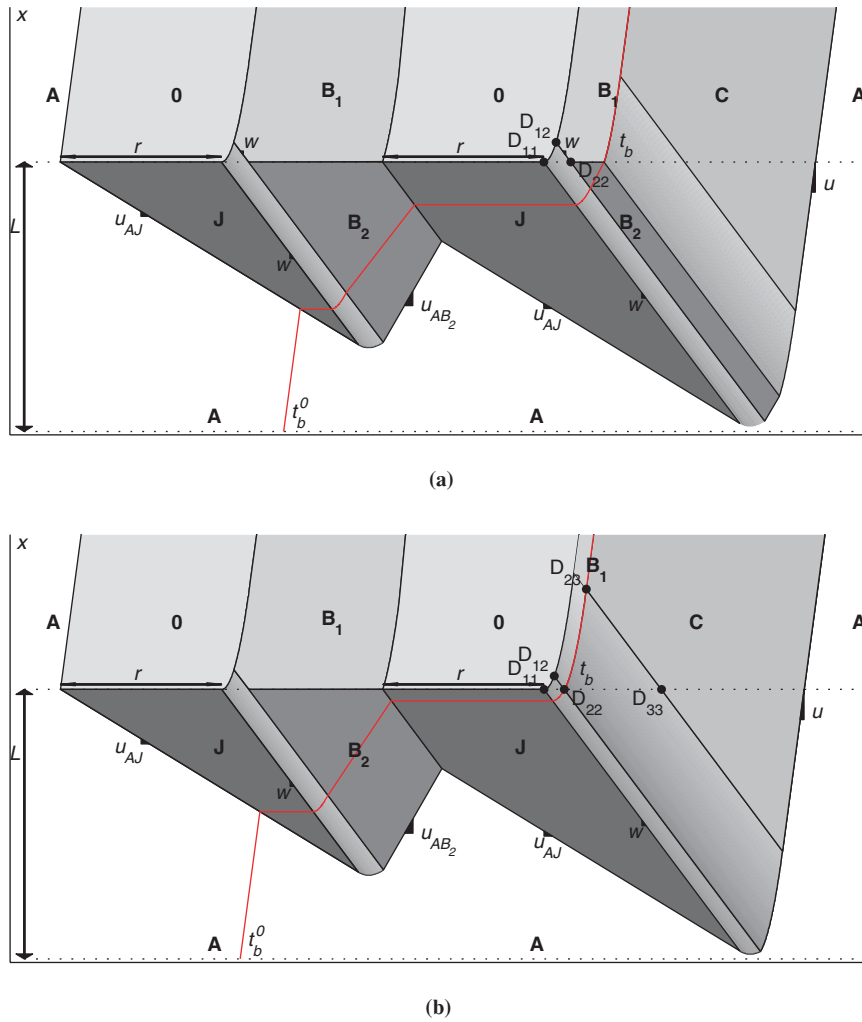 x
A 0 B1 0 B1 C A
D12
r w r D11 w tb
D22 u
L uAJ J B2 J B2
w uAB2 uAJ w
A A
tb0
(a)
x
D23 B1
A 0 B1 0 C A
D12
r r D11 tb
D22 D33 u
L uAJ J B2 J
w uAB2 uAJ w
A tb0 A
(b)